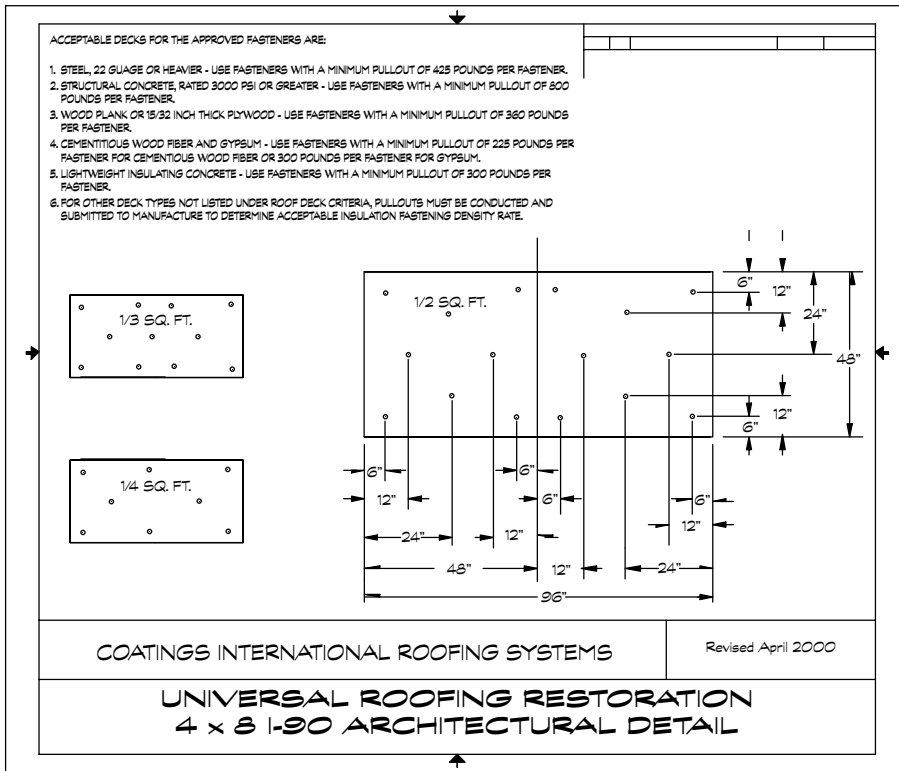 ACCEPTABLE DECKS FOR THE APPROVED FASTENERS ARE:
1. STEEL, 22 GUAGE OR HEAVIER - USE FASTENERS WITH A MINIMUM PULLOUT OF 425 POUNDS PER FASTENER.
2. STRUCTURAL CONCRETE, RATED 3000 PSI OR GREATER - USE FASTENERS WITH A MINIMUM PULLOUT OF 800
POUNDS PER FASTENER.
3. WOOD PLANK OR 15/32 INCH THICK PLYWOOD - USE FASTENERS WITH A MINIMUM PULLOUT OF 360 POUNDS
PER FASTENER.
4. CEMENTITIOUS WOOD FIBER AND GYPSUM - USE FASTENERS WITH A MINIMUM PULLOUT OF 225 POUNDS PER
FASTENER FOR CEMENTIOUS WOOD FIBER OR 300 POUNDS PER FASTENER FOR GYPSUM.
5. LIGHTWEIGHT INSULATING CONCRETE - USE FASTENERS WITH A MINIMUM PULLOUT OF 300 POUNDS PER
FASTENER.
6. FOR OTHER DECK TYPES NOT LISTED UNDER ROOF DECK CRITERIA, PULLOUTS MUST BE CONDUCTED AND
SUBMITTED TO MANUFACTURE TO DETERMINE ACCEPTABLE INSULATION FASTENING DENSITY RATE.
1/3 SQ. FT.
1/4 SQ. FT.
1/2 SQ. FT.
6"
12"
24"
48"
12"
6"
6"
6"
12"
6"
6"
12"
24"
12"
48"
12"
24"
96"
COATINGS INTERNATIONAL ROOFING SYSTEMS
Revised April 2000
UNIVERSAL ROOFING RESTORATION
4 x 8 I-90 ARCHITECTURAL DETAIL